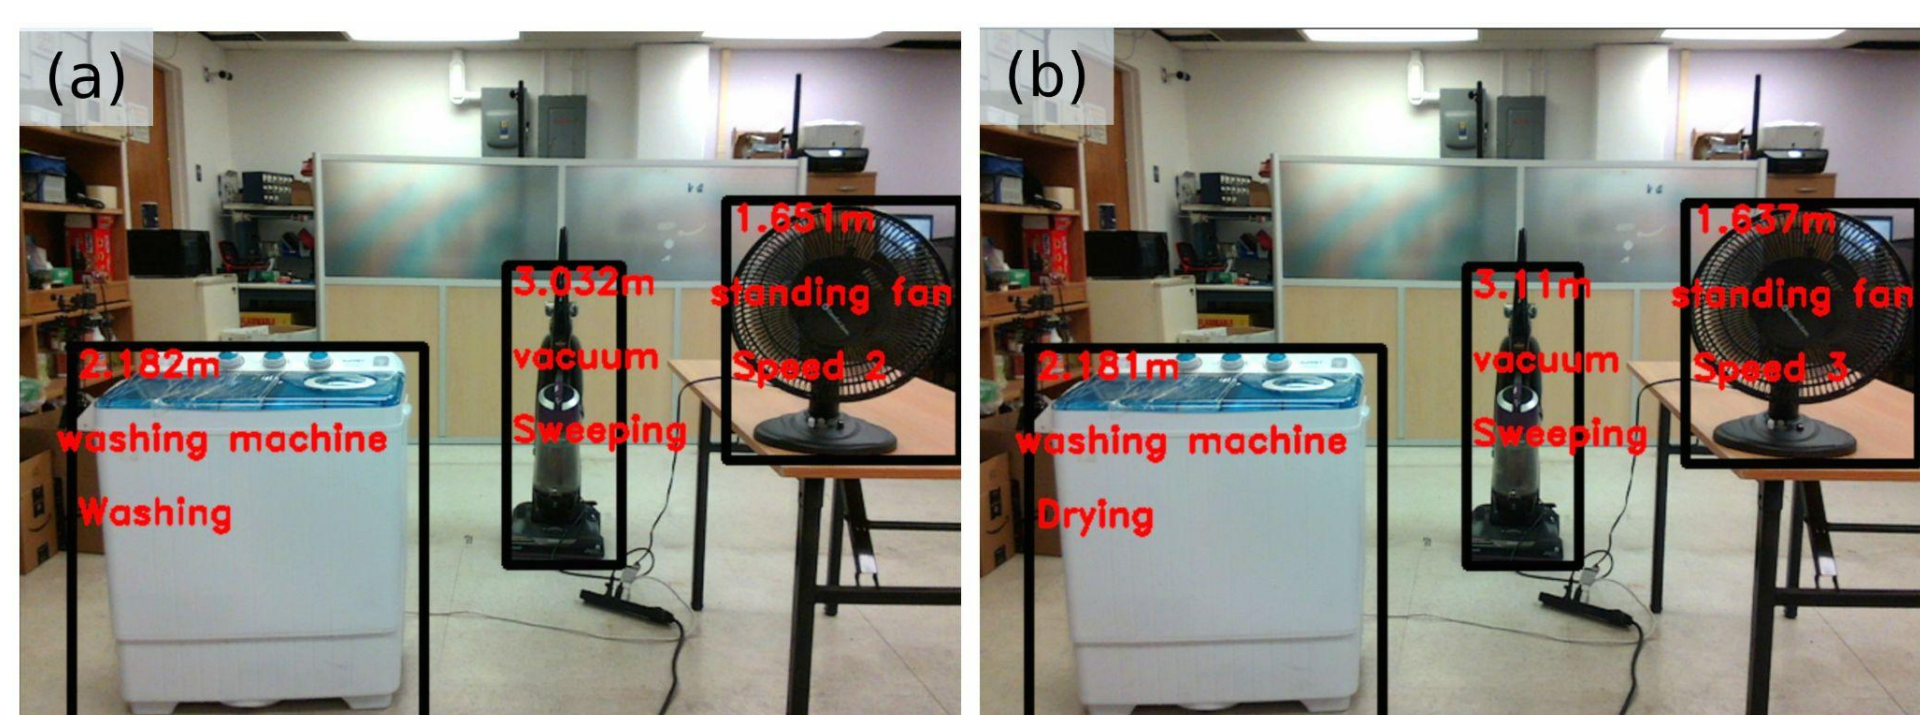 (a)
1.651m
standing fan
Speed 2
3.032m
vacuum
Sweeping
2.182m
washing machine
Washing
(b)
1.637m
standing fan
Speed 3
3.11m
vacuum
Sweeping
2.181m
washing machine
Drying